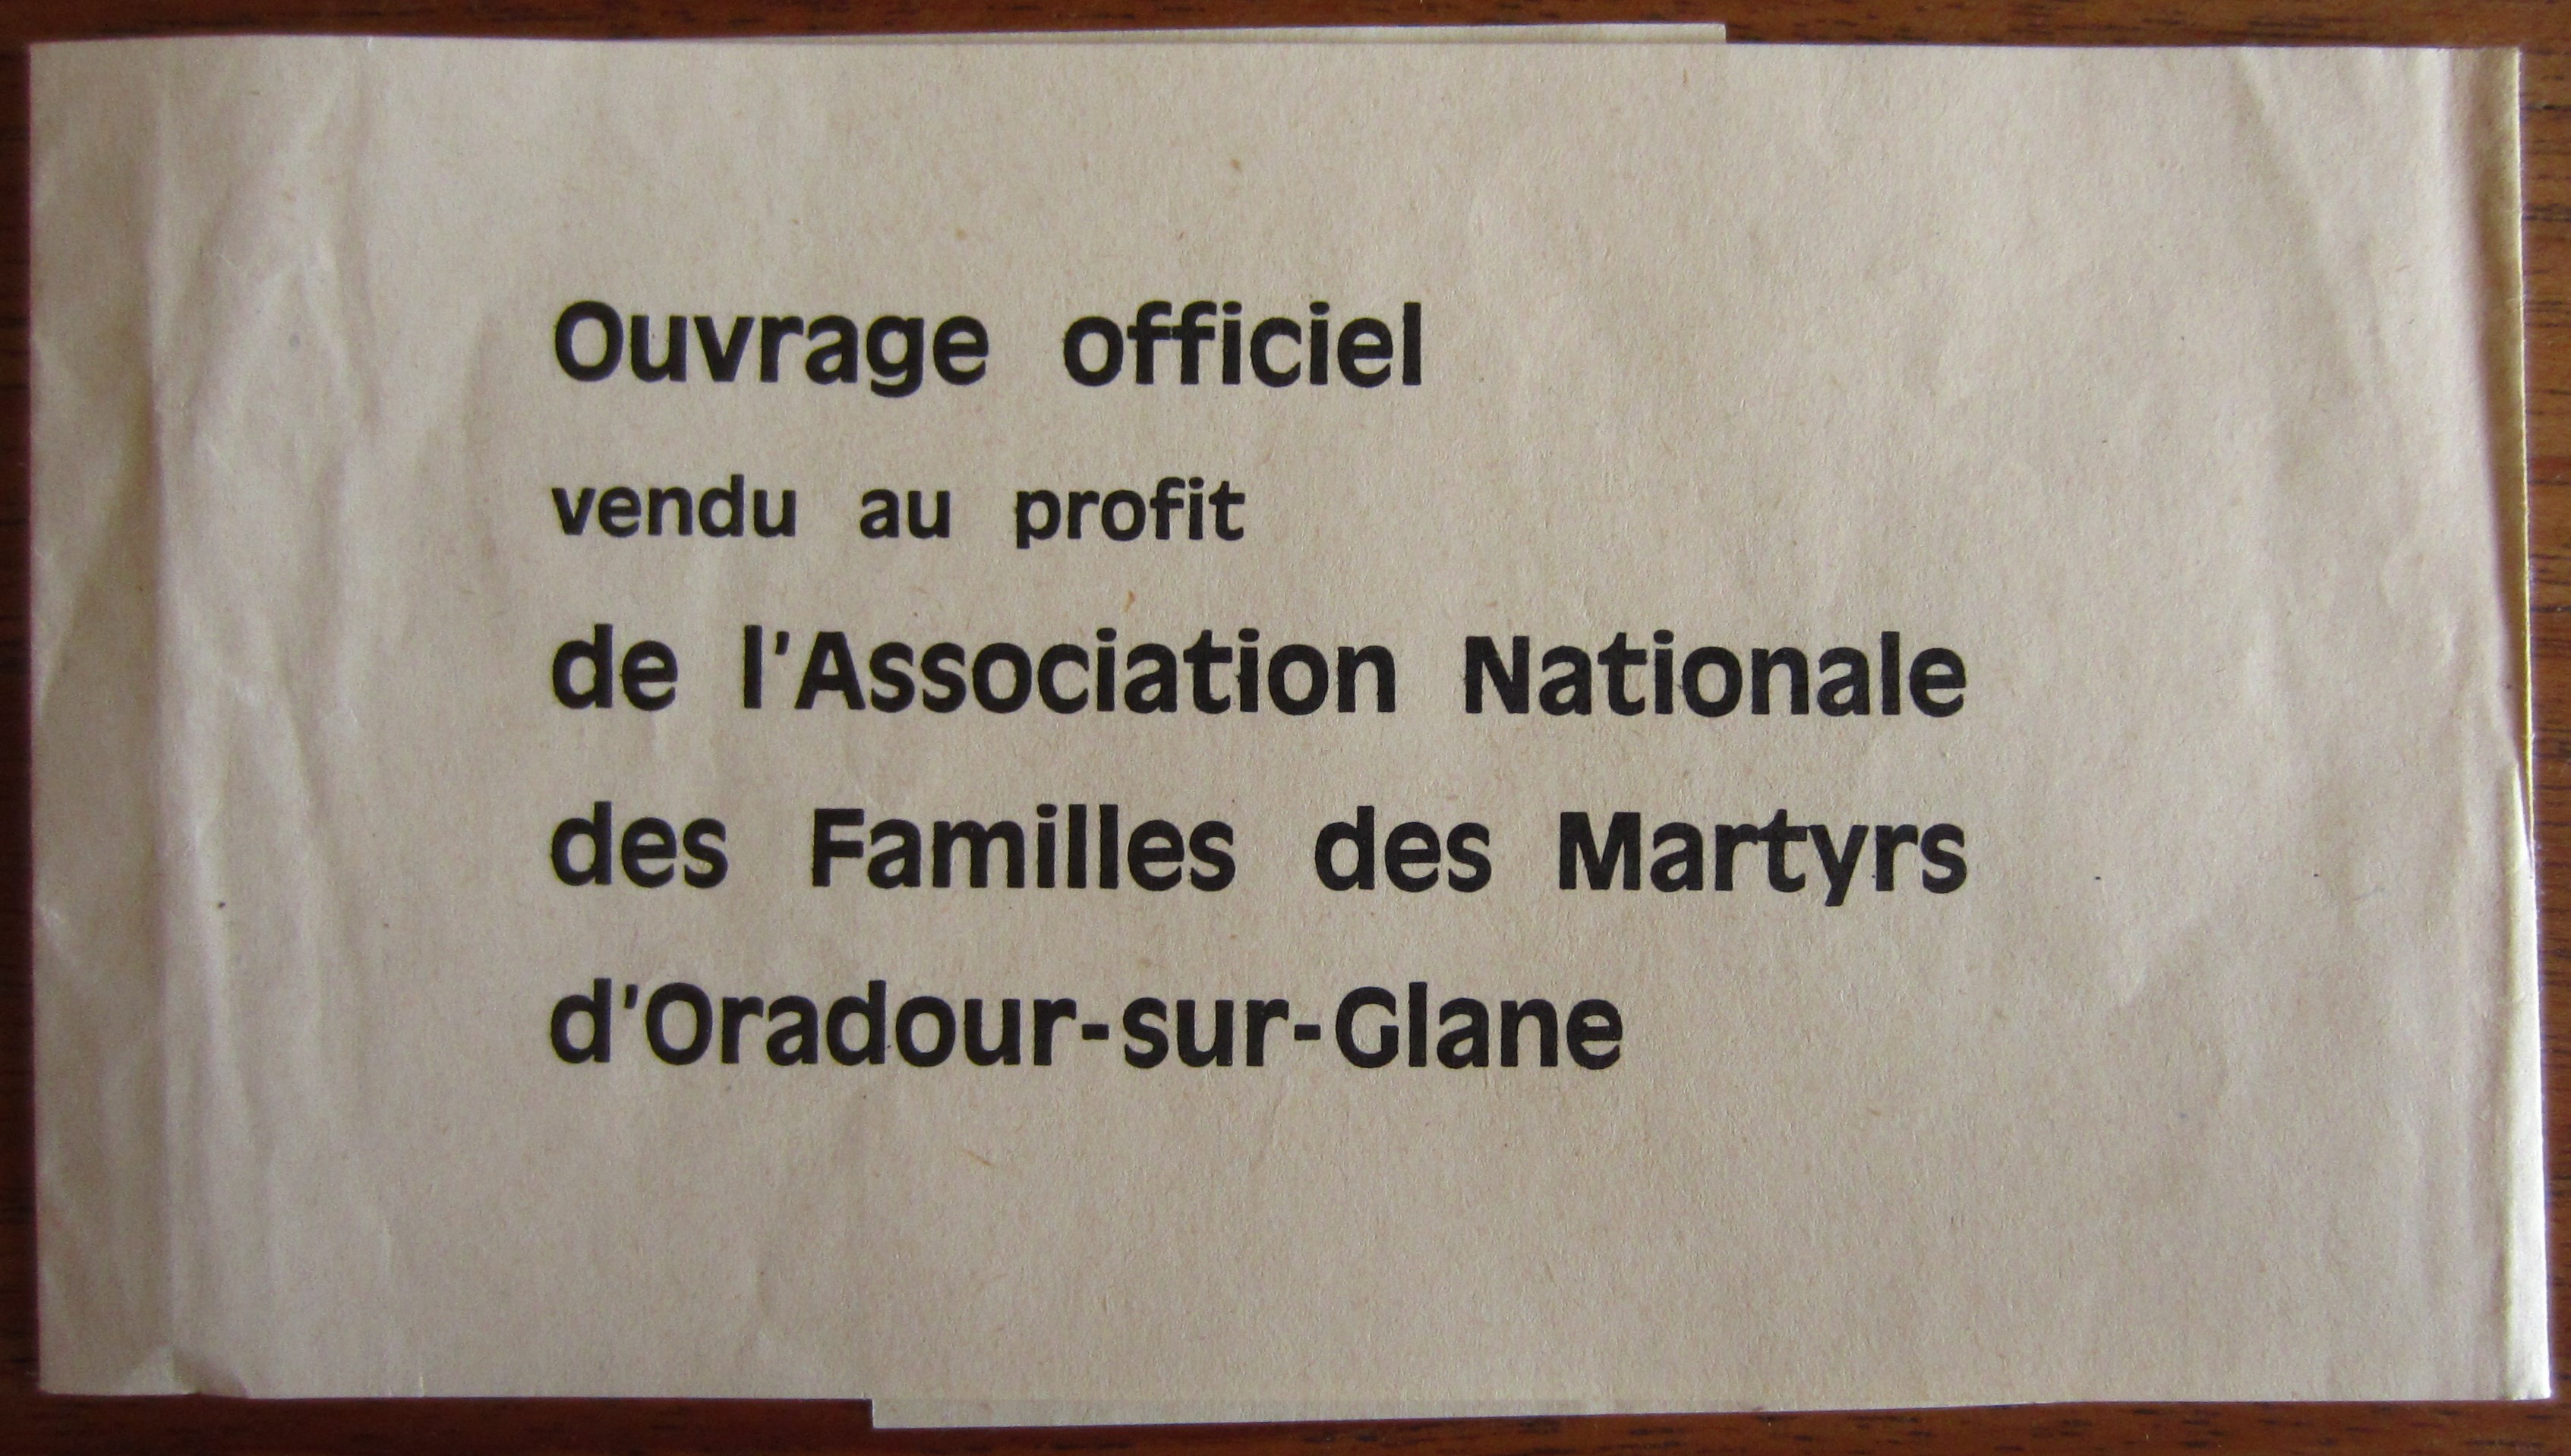 Ouvrage officiel
vendu au profit
de l'Association Nationale
des Familles des Martyrs
d'Oradour-sur-Glane